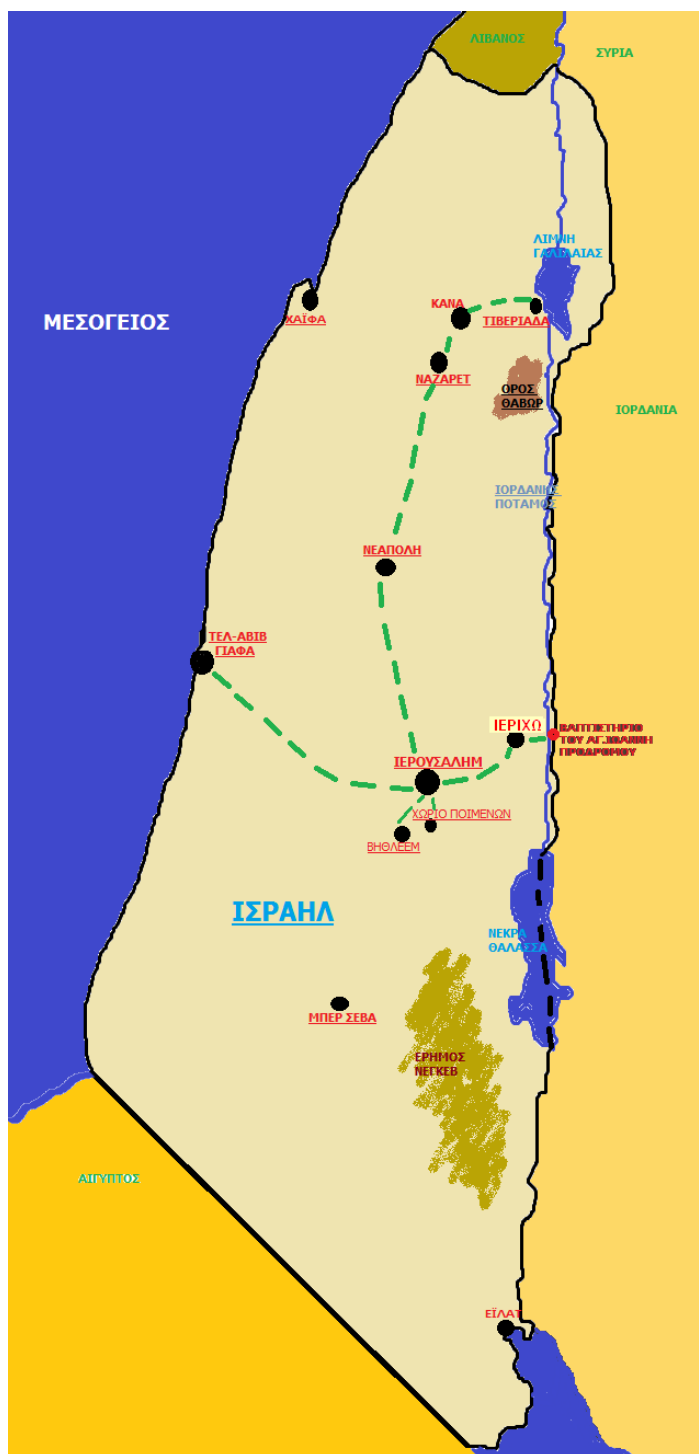 ΛΙΒΑΝΟΣ
ΣΥΡΙΑ
ΛΙΜΝΗ
ΓΑΛΙΛΑΙΑΣ
ΜΕΣΟΓΕΙΟΣ
ΧΑΪΦΑ
ΚΑΝΑ
ΤΙΒΕΡΙΑΔΑ
ΝΑΖΑΡΕΤ
ΟΡΟΣ
ΘΑΒΩΡ
ΙΟΡΔΑΝΙΑ
ΙΟΡΔΑΝΗΣ
ΠΟΤΑΜΟΣ
ΝΕΑΠΟΛΗ
ΤΕΛ-ΑΒΙΒ
ΓΙΑΦΑ
ΙΕΡΙΧΩ
ΒΑΠΤΙΣΤΗΡΙΟ
ΤΟΥ ΑΓ.ΙΩΑΝΝΗ
ΠΡΟΔΡΟΜΟΥ
ΙΕΡΟΥΣΑΛΗΜ
ΧΩΡΙΟ ΠΟΙΜΕΝΩΝ
ΒΗΘΛΕΕΜ
ΙΣΡΑΗΛ
ΝΕΚΡΑ
ΘΑΛΑΣΣΑ
ΜΠΕΡ ΣΕΒΑ
ΕΡΗΜΟΣ
ΝΕΓΚΕΒ
ΑΙΓΥΠΤΟΣ
ΕΪΛΑΤ